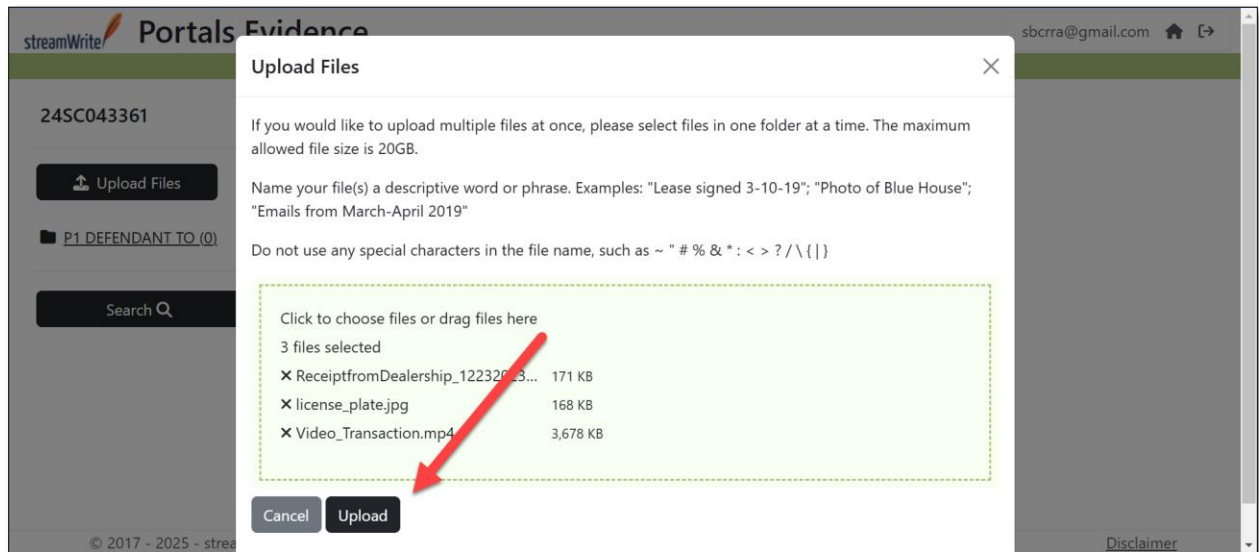 streamWrite Portals Evidence
sbcrra@gmail.com
Upload Files
24SC043361
If you would like to upload multiple files at once, please select files in one folder at a time. The maximum
allowed file size is 20GB.
Upload Files
Name your file(s) a descriptive word or phrase. Examples: "Lease signed 3-10-19"; "Photo of Blue House";
"Emails from March-April 2019"
P1 DEFENDANT TO (0)
Do not use any special characters in the file name, such as ~ " # % & * : < > ? / \ { | }
Search
Click to choose files or drag files here
3 files selected
× ReceiptfromDealership_12232023... 171 KB
× license_plate.jpg 168 KB
× Video_Transaction.mp4 3,678 KB
Cancel Upload
© 2017 - 2025 - strea
Disclaimer